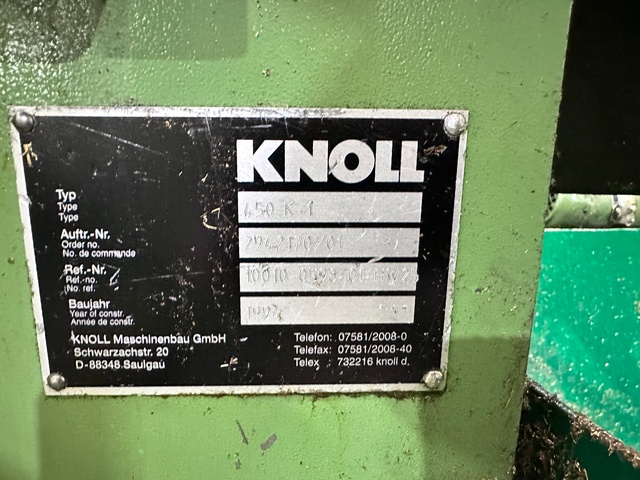 KNOLL
Typ
Type
Type
450 K-1
Auftr.-Nr.
Order no.
No. de commande
Ref.-Nr.
Ref.-no.
No. ref.
Baujahr
Year of constr.
Année de constr.
KNOLL Maschinenbau GmbH
Schwarzachstr. 20
D-88348 Saulgau
Telefon: 07581/2008-0
Telefax: 07581/2008-40
Telex : 732216 knoll d.